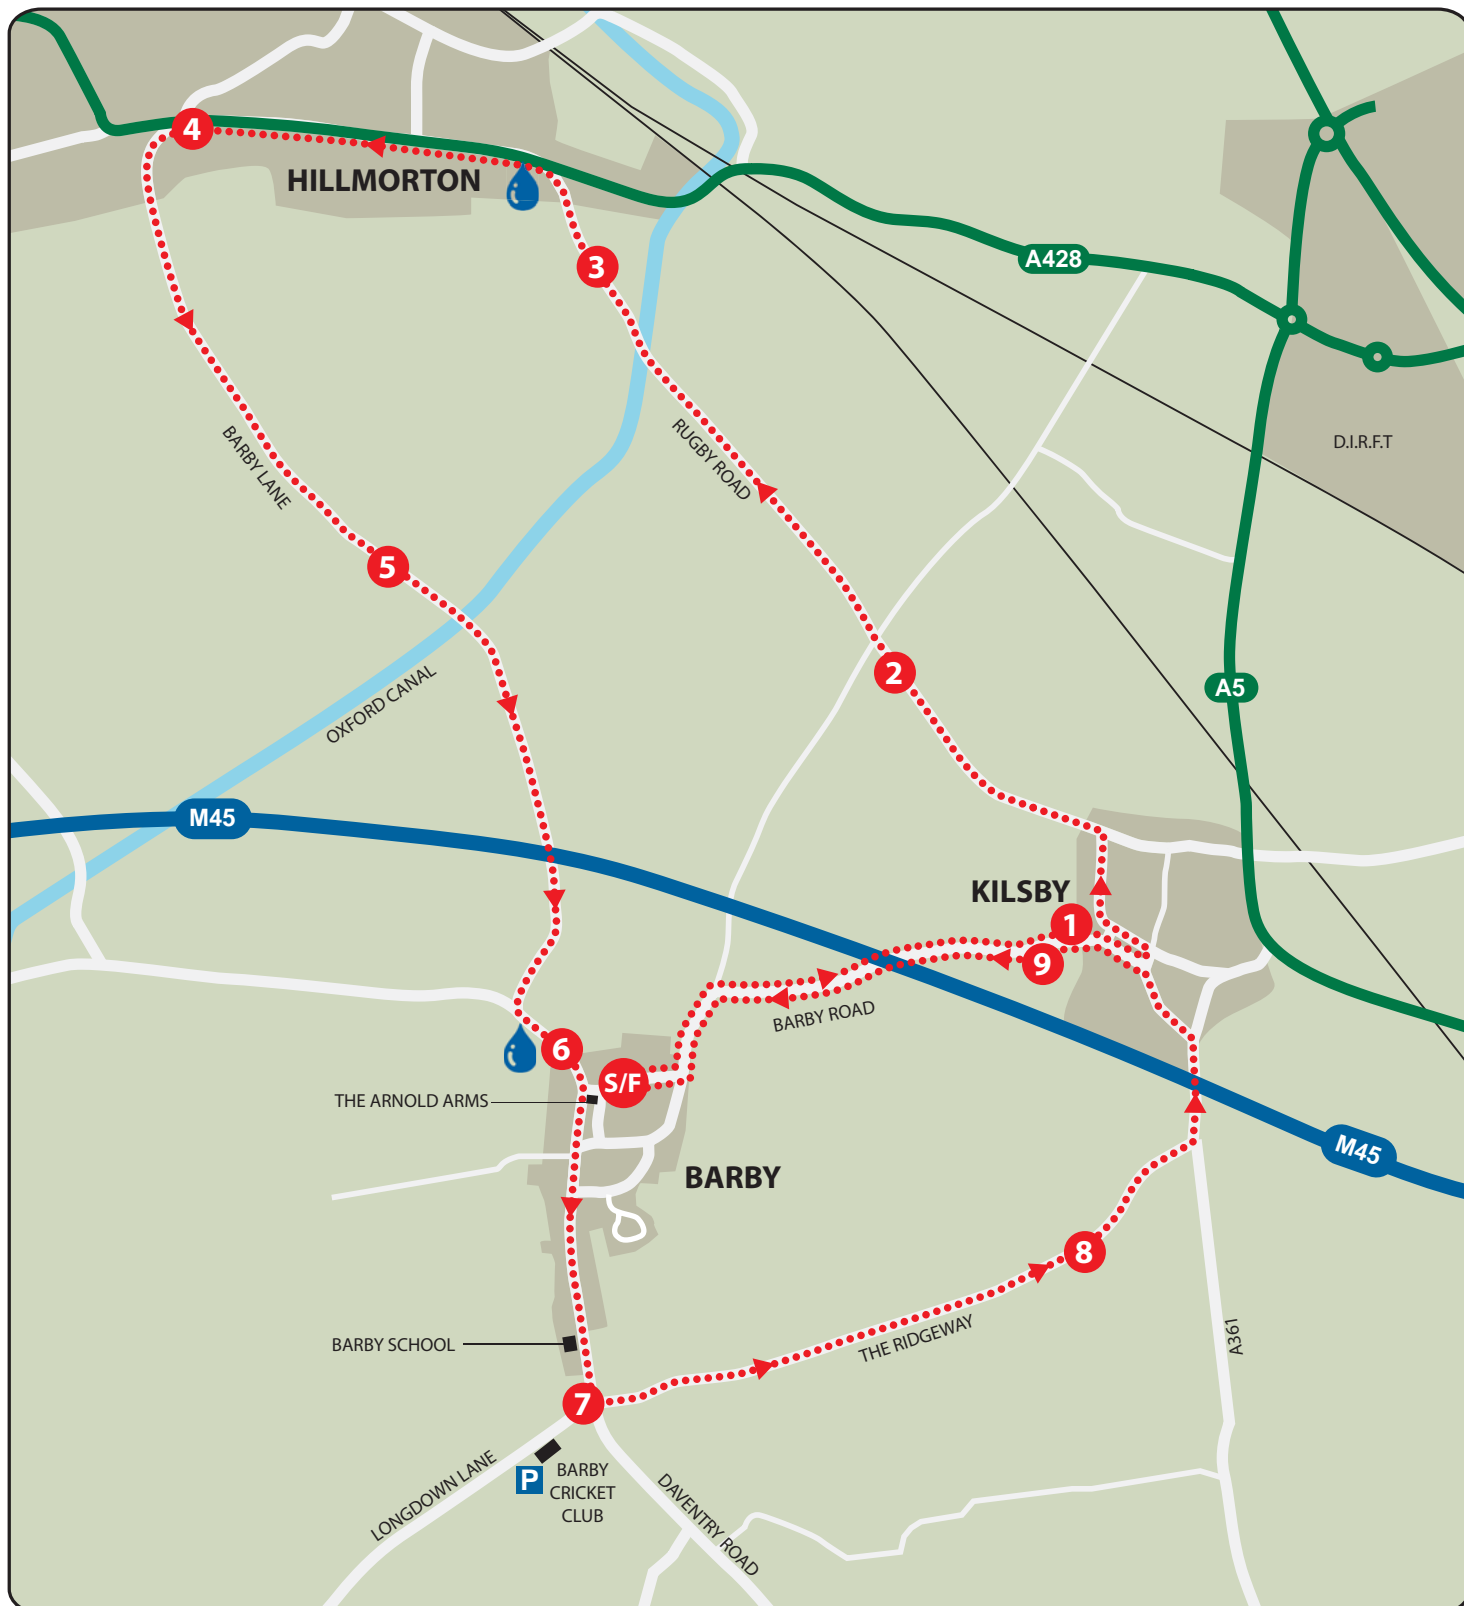 4
HILLMORTON
3
A428
D.I.R.F.T
BARBY LANE
RUGBY ROAD
5
2
A5
OXFORD CANAL
M45
KILSBY
1
9
BARBY ROAD
6
S/F
THE ARNOLD ARMS
M45
BARBY
8
THE RIDGEWAY
A361
BARBY SCHOOL
7
LONGDOWN LANE
P
BARBY
CRICKET
CLUB
DAVENTRY ROAD